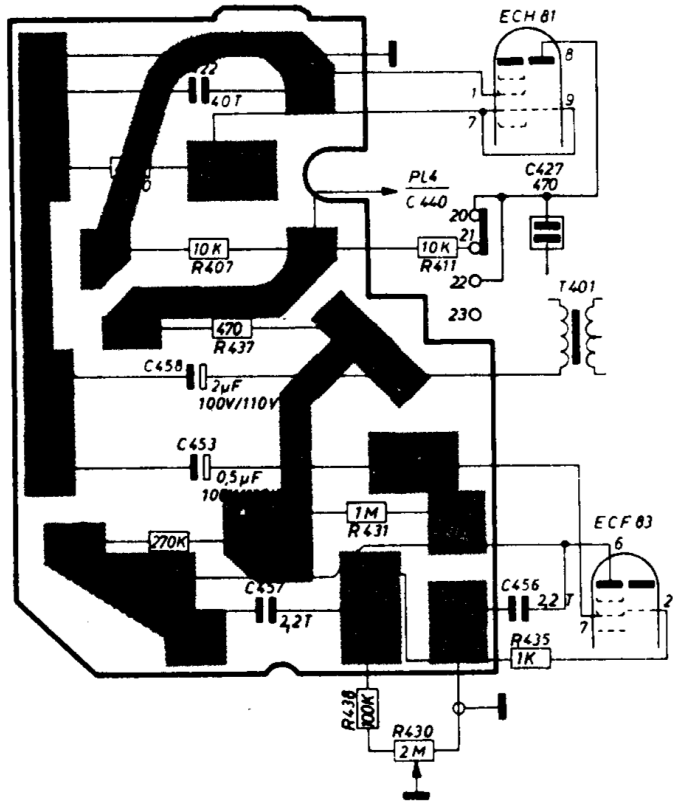 ECH 81
8
22
40T
1
9
7
0
PL4
C440
C427
470
20
21
10K
R407
10K
R411
22
T401
23
470
R437
C458
2µF
100V/110V
C453
0,5µF
1M
R431
ECF 83
270K
6
C457
2,2T
C456
2,2T
2
7
R435
1K
R438
100K
R430
2M